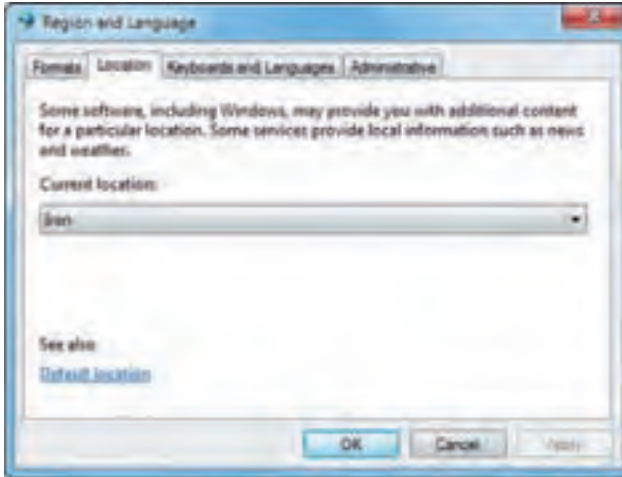 Region and Language
Formats Location Keyboards and Languages Administrative
Some software, including Windows, may provide you with additional content
for a particular location. Some services provide local information such as news
and weather.
Current location:
Iran
See also
Default location
OK Cancel Apply